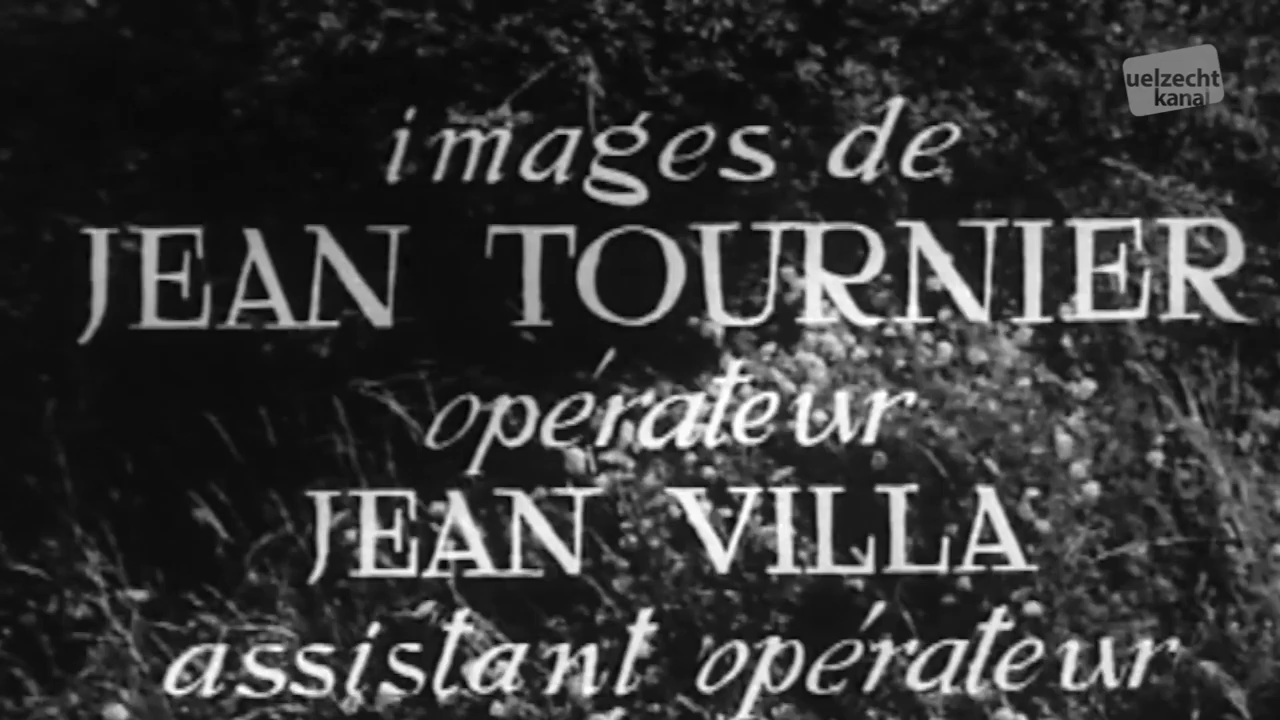 uelzecht
kanal
images de
JEAN TOURNIER
opérateur
JEAN VILLA
assistant opérateur